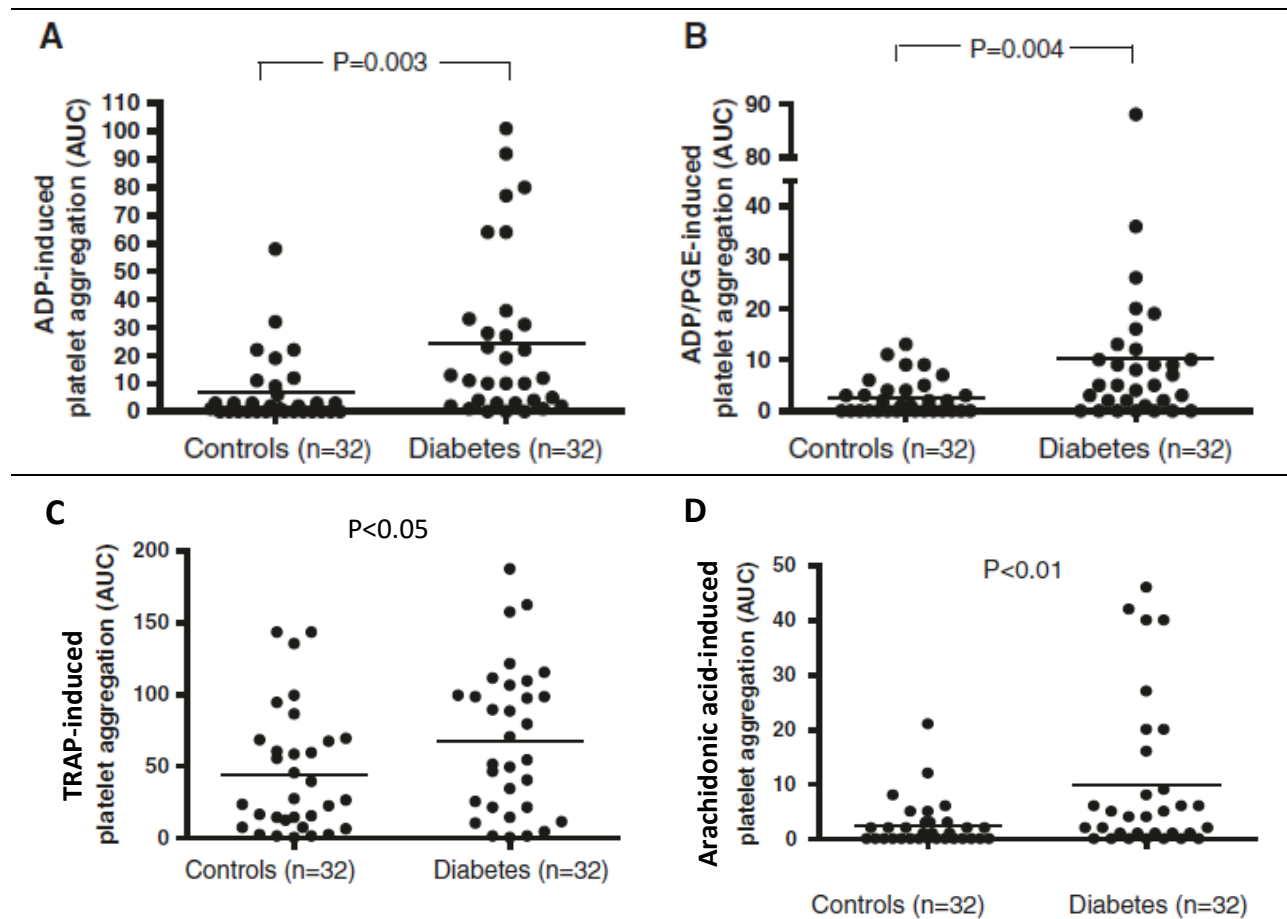 A
P=0.003
ADP-induced
platelet aggregation (AUC)
110
100
90
80
70
60
50
40
30
20
10
0
Controls (n=32)
Diabetes (n=32)
B
P=0.004
ADP/PGE-induced
platelet aggregation (AUC)
90
80
40
20
10
0
Controls (n=32)
Diabetes (n=32)
C
P<0.05
TRAP-induced
platelet aggregation (AUC)
200
150
100
50
0
Controls (n=32)
Diabetes (n=32)
D
P<0.01
Arachidonic acid-induced
platelet aggregation (AUC)
50
40
30
20
10
0
Controls (n=32)
Diabetes (n=32)